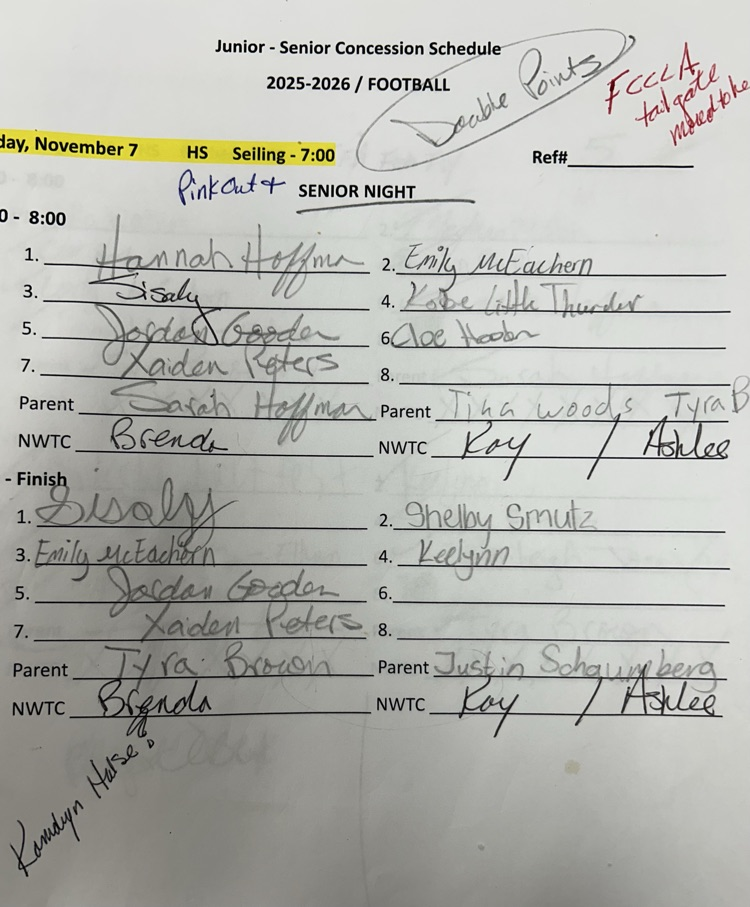 Junior - Senior Concession Schedule
2025-2026 / FOOTBALL
Double Points
FCCLA
tailgate
moved to he
day, November 7 HS Seiling - 7:00
Ref#
Pink Out + SENIOR NIGHT
0 - 8:00
1. Hannah Hoffman 2. Emily McEachern
3. Sisaly 4. Kobe Little Thunder
5. Jordan Gooden 6. Cloe
7. Xaiden Peters 8.
Parent Sarah Hoffman Parent Tina Woods Tyra B
NWTC Brenda NWTC Kay / Ashlee
- Finish
1. Sisaly 2. Shelby Smutz
3. Emily McEachern 4. Keelynn
5. Jordan Gooden 6.
7. Xaiden Peters 8.
Parent Tyra Brown Parent Justin Schaumberg
NWTC Brenda NWTC Kay / Ashlee
Kamdyn Halse?